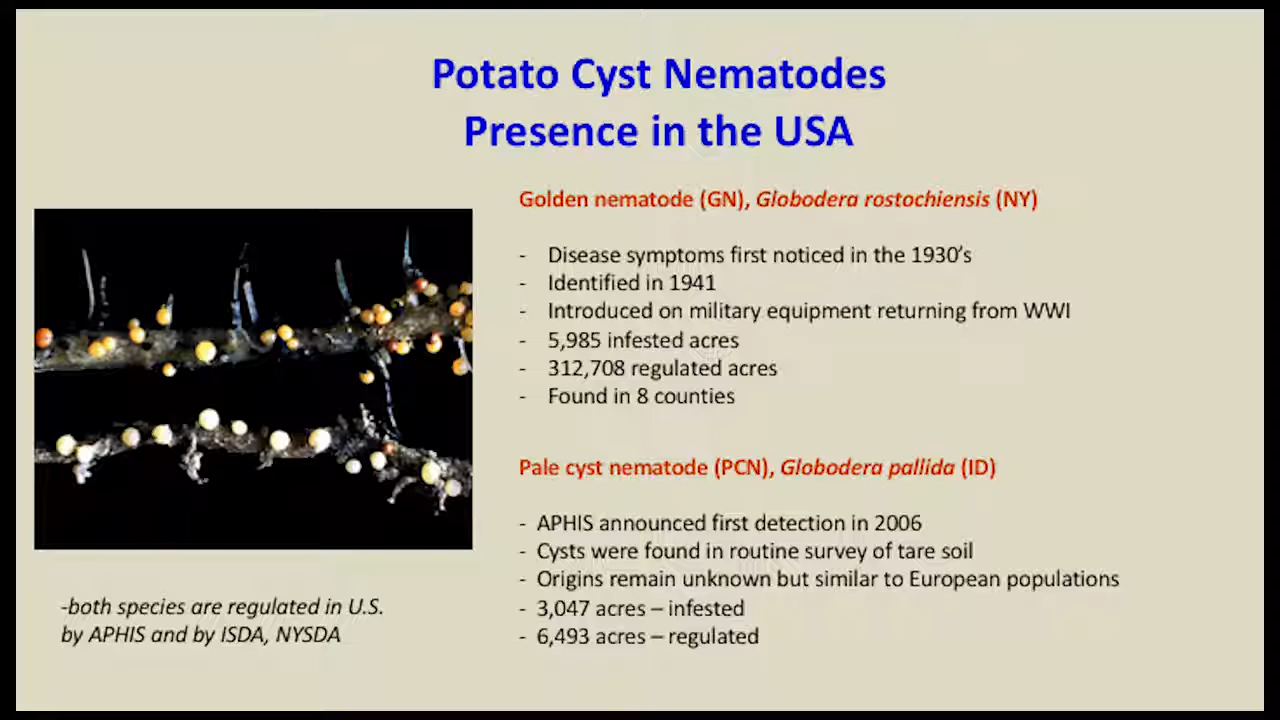 Potato Cyst Nematodes
Presence in the USA
Golden nematode (GN), Globodera rostochiensis (NY)
- Disease symptoms first noticed in the 1930’s
- Identified in 1941
- Introduced on military equipment returning from WWI
- 5,985 infested acres
- 312,708 regulated acres
- Found in 8 counties
Pale cyst nematode (PCN), Globodera pallida (ID)
- APHIS announced first detection in 2006
- Cysts were found in routine survey of tare soil
- Origins remain unknown but similar to European populations
- 3,047 acres – infested
- 6,493 acres – regulated
-both species are regulated in U.S.
by APHIS and by ISDA, NYSDA